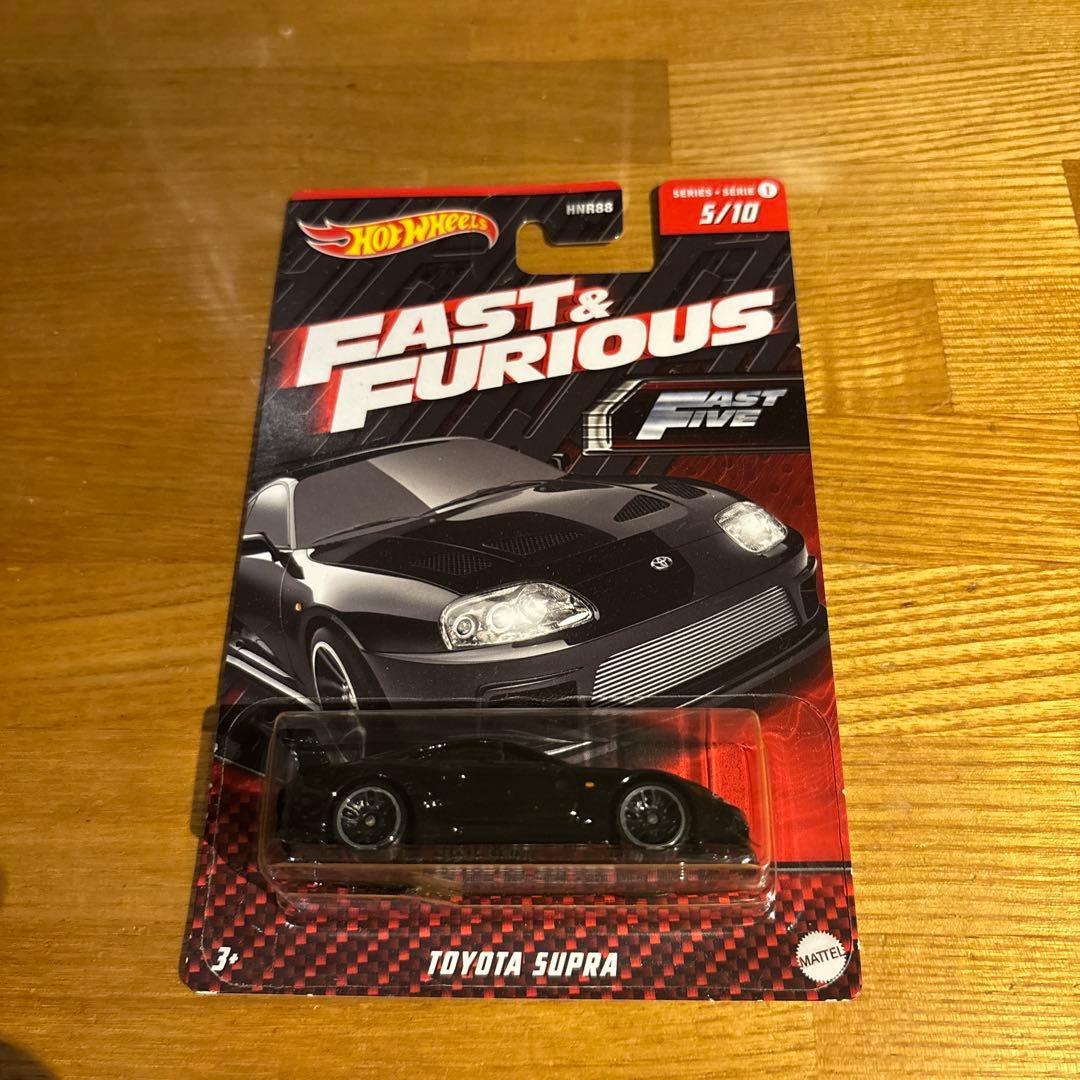 HOT WHEELS
HNR88
SERIES • SÉRIE 1
5/10
FAST &
FURIOUS
FAST
FIVE
3+
TOYOTA SUPRA
MATTEL